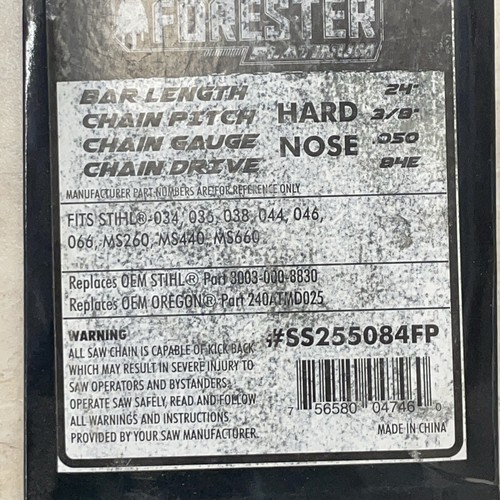 FORESTER
PLATINUM
BAR LENGTH 24"
CHAIN PITCH 3/8"
CHAIN GAUGE .050
CHAIN DRIVE 84E
HARD
NOSE
MANUFACTURER PART NUMBERS ARE FOR REFERENCE ONLY
FITS STIHL®-034, 036, 038, 044, 046,
066, MS260, MS440, MS660
Replaces OEM STIHL® Part 3003-000-8830
Replaces OEM OREGON® Part 240ATMD025
WARNING
ALL SAW CHAIN IS CAPABLE OF KICK BACK
WHICH MAY RESULT IN SEVERE INJURY TO
SAW OPERATORS AND BYSTANDERS.
OPERATE SAW SAFELY, READ AND FOLLOW
ALL WARNINGS AND INSTRUCTIONS
PROVIDED BY YOUR SAW MANUFACTURER.
#SS255084FP
7 56580 04746 0
MADE IN CHINA